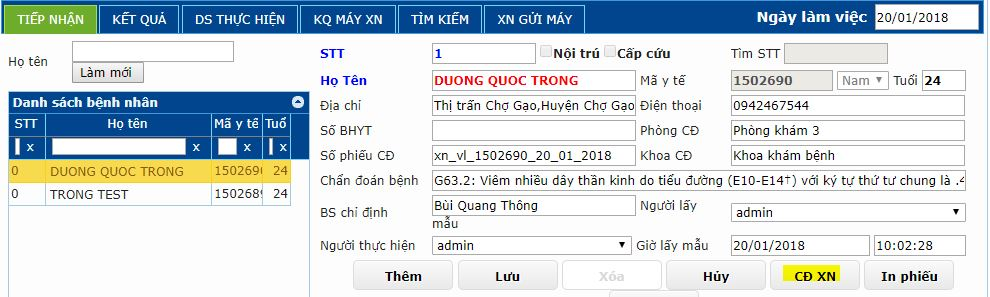 TIẾP NHẬN KẾT QUẢ DS THỰC HIỆN KQ MÁY XN TÌM KIẾM XN GỬI MÁY Ngày làm việc 20/01/2018
Họ tên
Làm mới
Danh sách bệnh nhân
STT Họ tên Mã y tế Tuổ
x x x x
0 DUONG QUOC TRONG 1502690 24
0 TRONG TEST 1502689 24
STT 1 Nội trú Cấp cứu Tìm STT
Họ Tên DUONG QUOC TRONG Mã y tế 1502690 Nam Tuổi 24
Địa chỉ Thị trấn Chợ Gạo,Huyện Chợ Gạo Điện thoại 0942467544
Số BHYT Phòng CĐ Phòng khám 3
Số phiếu CĐ xn_vl_1502690_20_01_2018 Khoa CĐ Khoa khám bệnh
Chẩn đoán bệnh G63.2: Viêm nhiều dây thần kinh do tiểu đường (E10-E14†) với ký tự thứ tư chung là .4
BS chỉ định Bùi Quang Thông Người lấy admin
mẫu
Người thực hiện admin Giờ lấy mẫu 20/01/2018 10:02:28
Thêm Lưu Xóa Hủy CĐ XN In phiếu